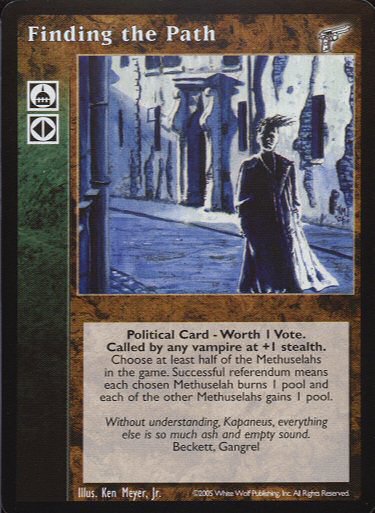 Finding the Path
Political Card - Worth 1 Vote.
Called by any vampire at +1 stealth.
Choose at least half of the Methuselahs
in the game. Successful referendum means
each chosen Methuselah burns 1 pool and
each of the other Methuselahs gains 1 pool.
Without understanding, Kapaneus, everything
else is so much ash and empty sound.
Beckett, Gangrel
Illus. Ken Meyer, Jr.
©2005 White Wolf Publishing, Inc. All Rights Reserved.